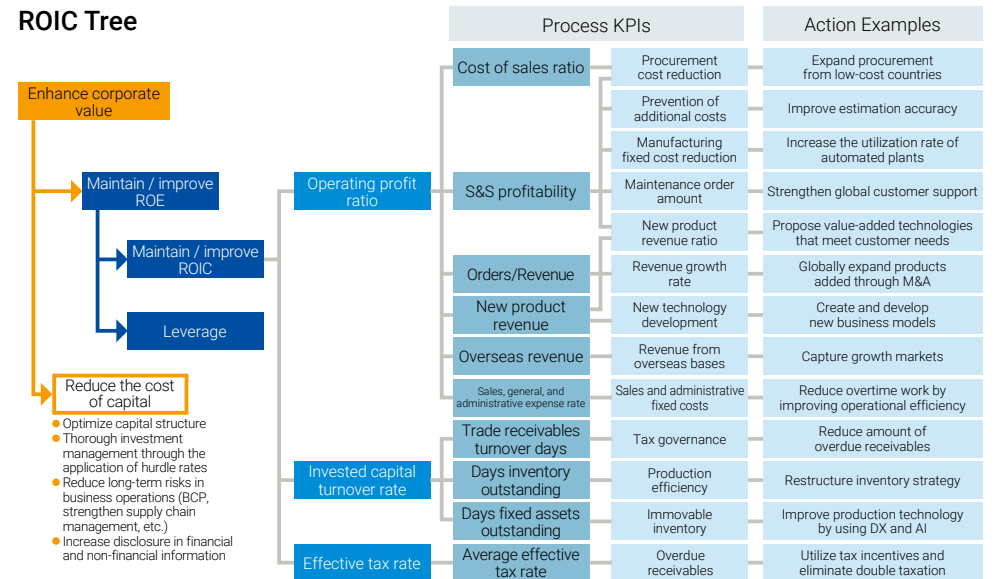 ROIC Tree
Process KPIs
Action Examples
Enhance corporate
value
Maintain / improve
ROE
Maintain / improve
ROIC
Leverage
Reduce the cost
of capital
● Optimize capital structure
● Thorough investment
management through the
application of hurdle rates
● Reduce long-term risks in
business operations (BCP,
strengthen supply chain
management, etc.)
● Increase disclosure in financial
and non-financial information
Operating profit
ratio
Invested capital
turnover rate
Effective tax rate
Cost of sales ratio
S&S profitability
Orders/Revenue
New product
revenue
Overseas revenue
Sales, general, and
administrative expense rate
Trade receivables
turnover days
Days inventory
outstanding
Days fixed assets
outstanding
Average effective
tax rate
Procurement
cost reduction
Prevention of
additional costs
Manufacturing
fixed cost reduction
Maintenance order
amount
New product
revenue ratio
Revenue growth
rate
New technology
development
Revenue from
overseas bases
Sales and administrative
fixed costs
Tax governance
Production
efficiency
Immovable
inventory
Overdue
receivables
Expand procurement
from low-cost countries
Improve estimation accuracy
Increase the utilization rate of
automated plants
Strengthen global customer support
Propose value-added technologies
that meet customer needs
Globally expand products
added through M&A
Create and develop
new business models
Capture growth markets
Reduce overtime work by
improving operational efficiency
Reduce amount of
overdue receivables
Restructure inventory strategy
Improve production technology
by using DX and AI
Utilize tax incentives and
eliminate double taxation